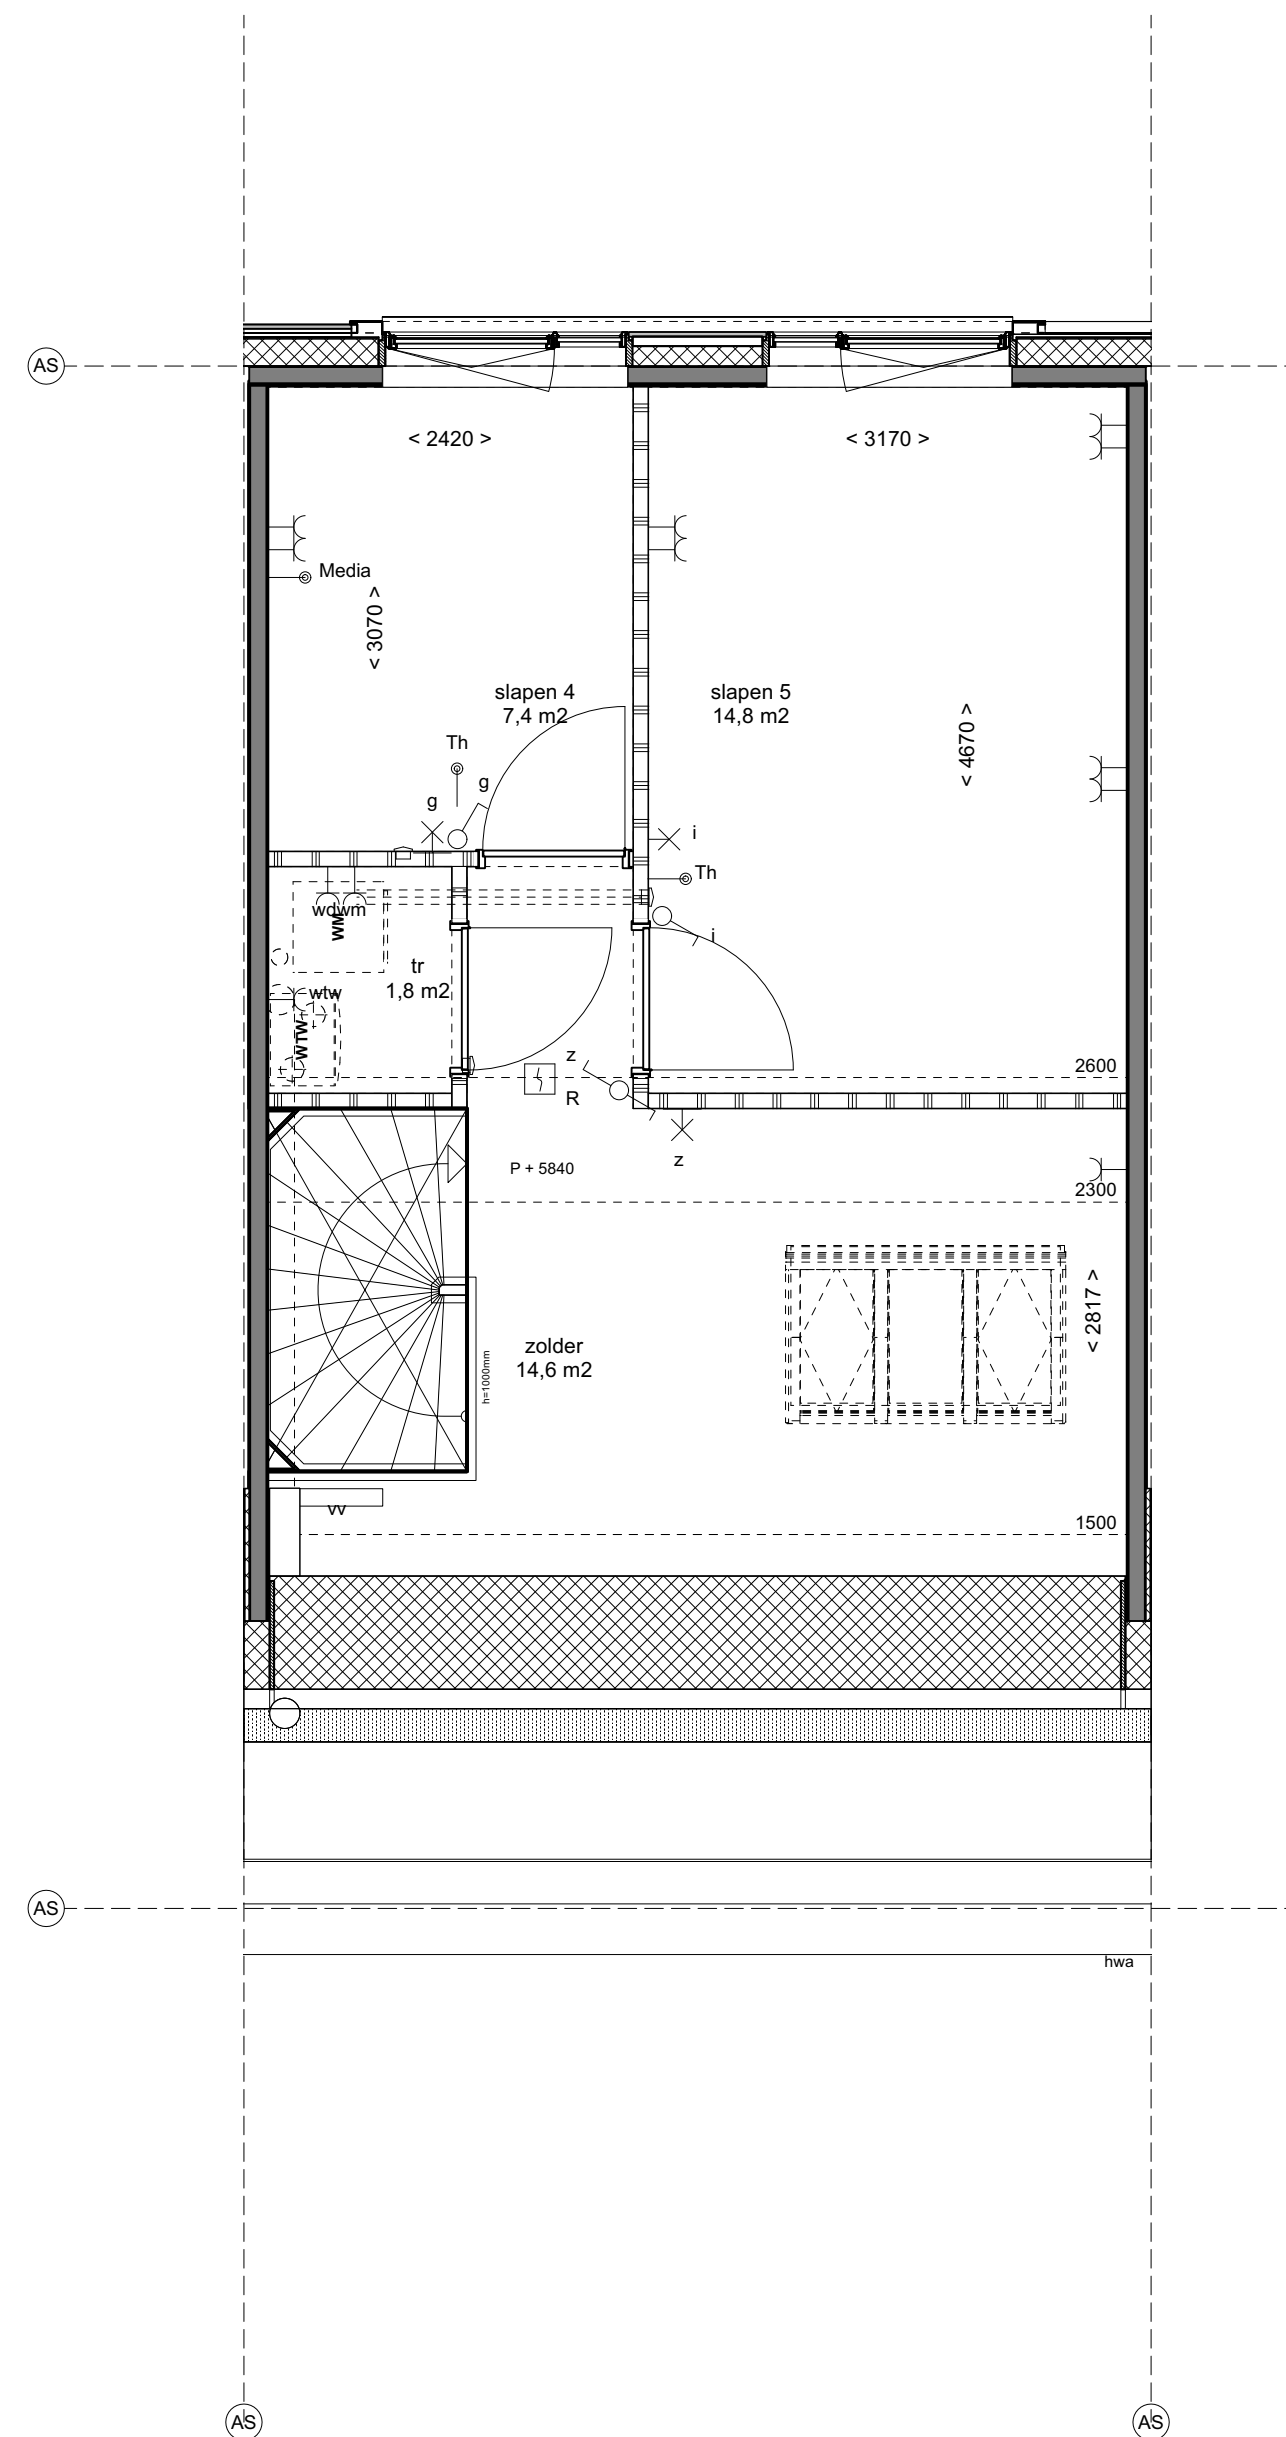 AS
< 2420 >
< 3170 >
Media
< 3070 >
slapen 4
7,4 m2
slapen 5
14,8 m2
< 4670 >
Th
g
g
i
Th
i
wdwm
WM
tr
1,8 m2
wtw
WTW
z
R
2600
z
P + 5840
2300
< 2817 >
zolder
14,6 m2
h=1000mm
vv
1500
AS
hwa
AS
AS